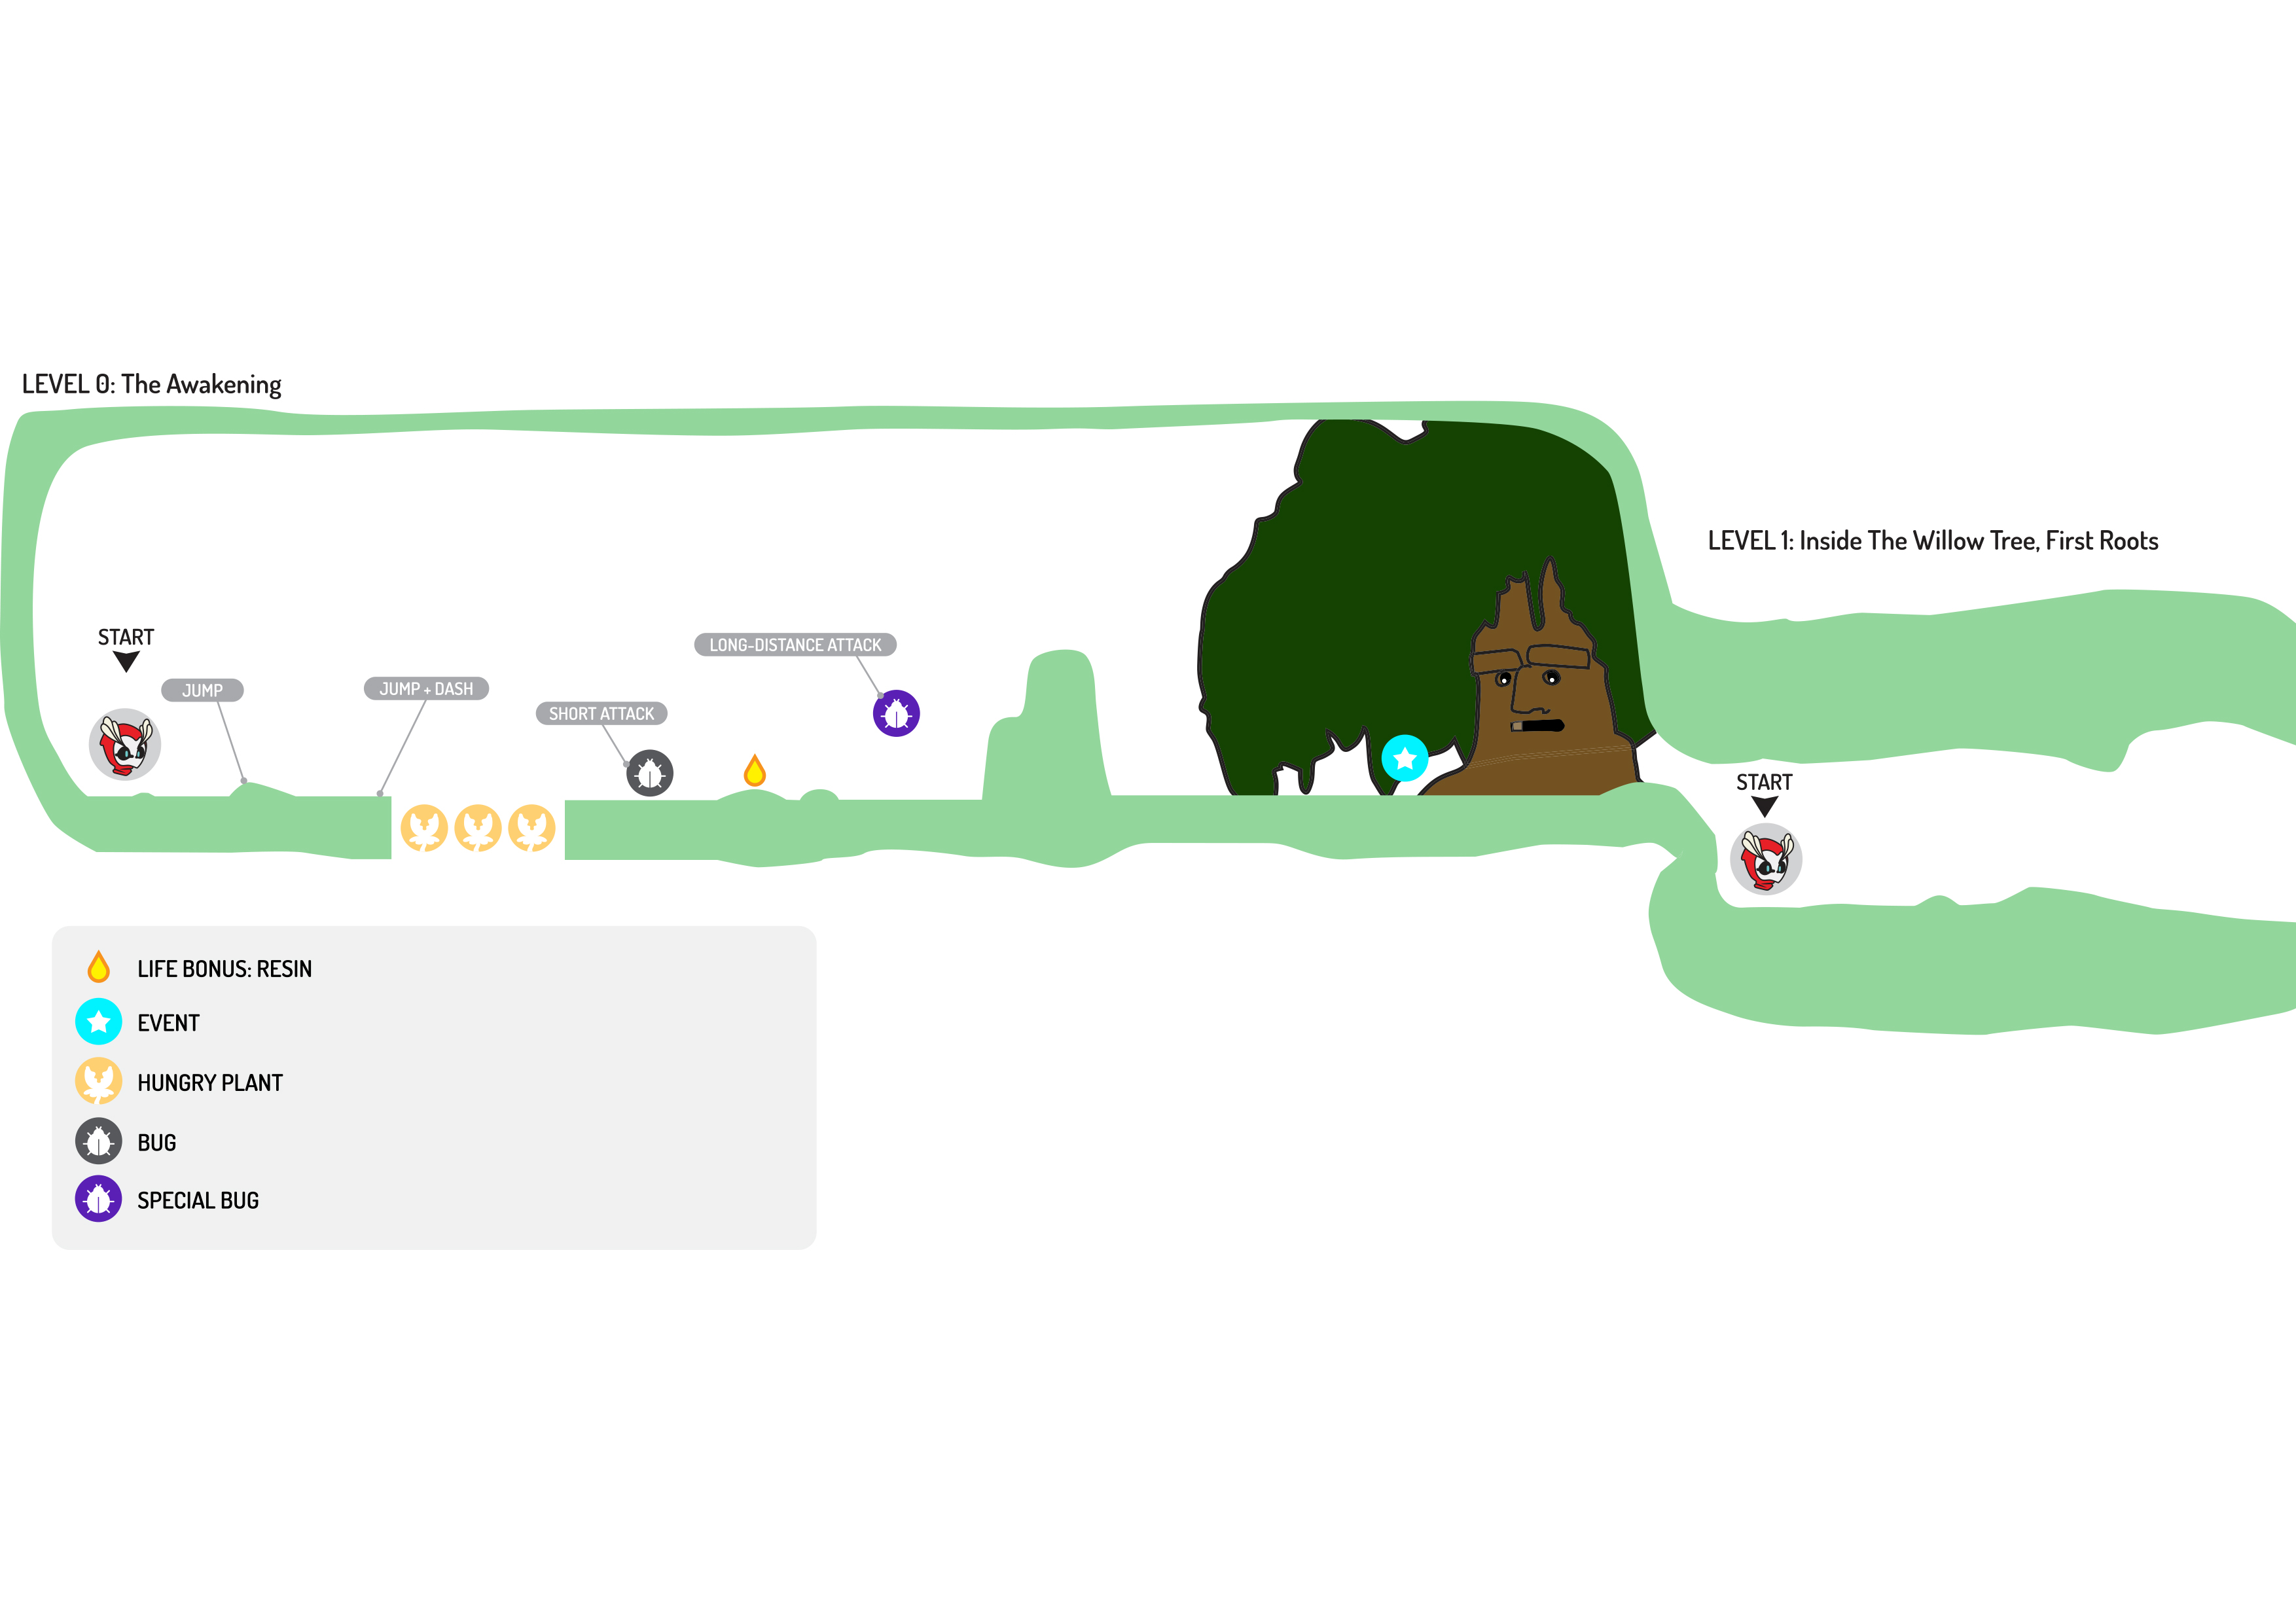 LEVEL 0: The Awakening
LEVEL 1: Inside The Willow Tree, First Roots
START
JUMP
JUMP + DASH
SHORT ATTACK
LONG-DISTANCE ATTACK
START
LIFE BONUS: RESIN
EVENT
HUNGRY PLANT
BUG
SPECIAL BUG